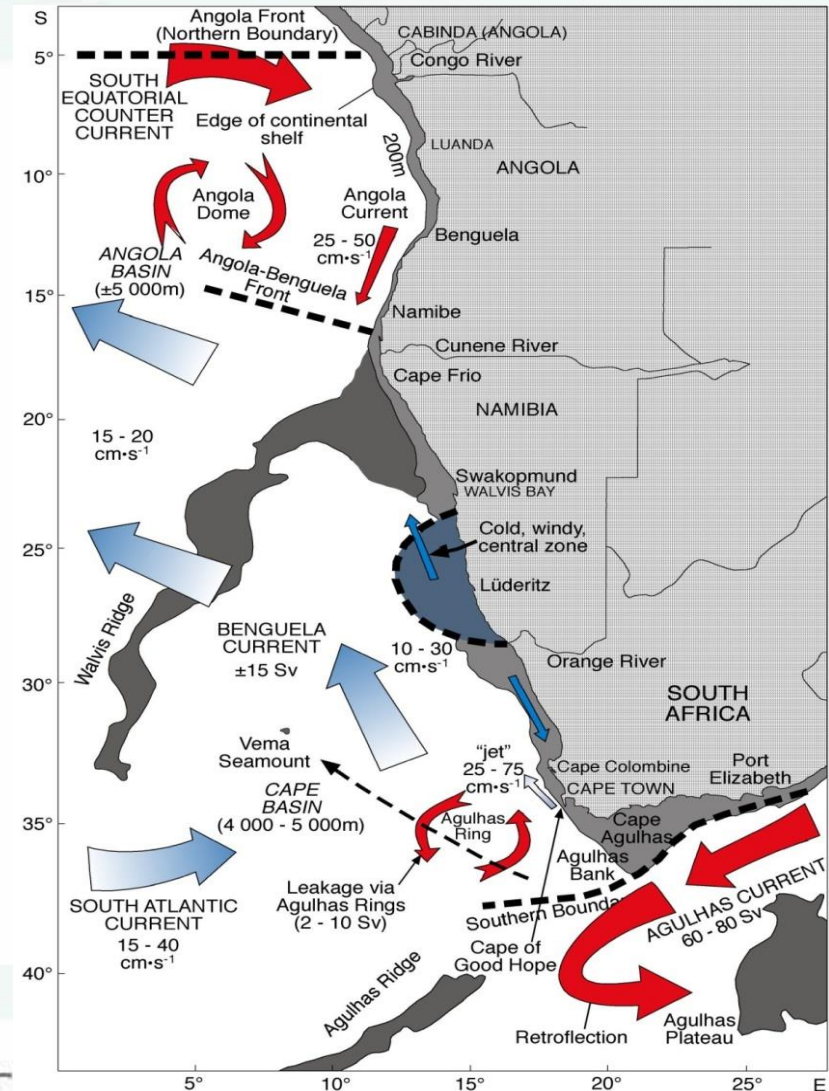 S
Angola Front
(Northern Boundary)
CABINDA (ANGOLA)
5°
Congo River
SOUTH
EQUATORIAL
COUNTER
CURRENT
Edge of continental
shelf
200m
LUANDA
10°
ANGOLA
Angola
Dome
Angola
Current
25 - 50
cm•s⁻¹
Benguela
ANGOLA
BASIN
(±5 000m)
Angola-Benguela
Front
15°
Namibe
Cunene River
Cape Frio
20°
NAMIBIA
15 - 20
cm•s⁻¹
Swakopmund
WALVIS BAY
Cold, windy,
central zone
25°
Lüderitz
Walvis Ridge
BENGUELA
CURRENT
±15 Sv
10 - 30
cm•s⁻¹
Orange River
30°
SOUTH
AFRICA
Vema
Seamount
"jet"
25 - 75
cm•s⁻¹
Cape Colombine
CAPE TOWN
Port
Elizabeth
CAPE
BASIN
(4 000 - 5 000m)
35°
Agulhas
Ring
Cape
Agulhas
Agulhas
Bank
Leakage via
Agulhas Rings
(2 - 10 Sv)
SOUTH ATLANTIC
CURRENT
15 - 40
cm•s⁻¹
Southern Bounda
AGULHAS CURRENT
60 - 80 Sv
Cape of
Good Hope
40°
Agulhas Ridge
Retroflection
Agulhas
Plateau
5°
10°
15°
20°
25°
E